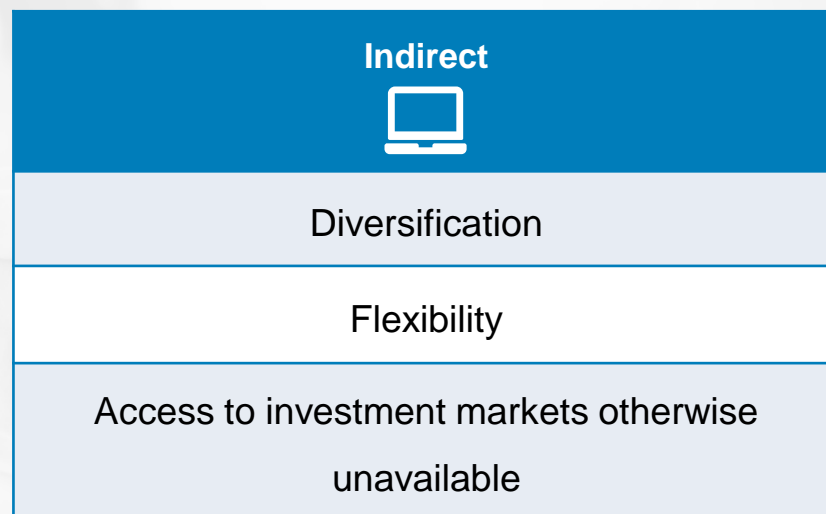 Indirect
Diversification
Flexibility
Access to investment markets otherwise
unavailable